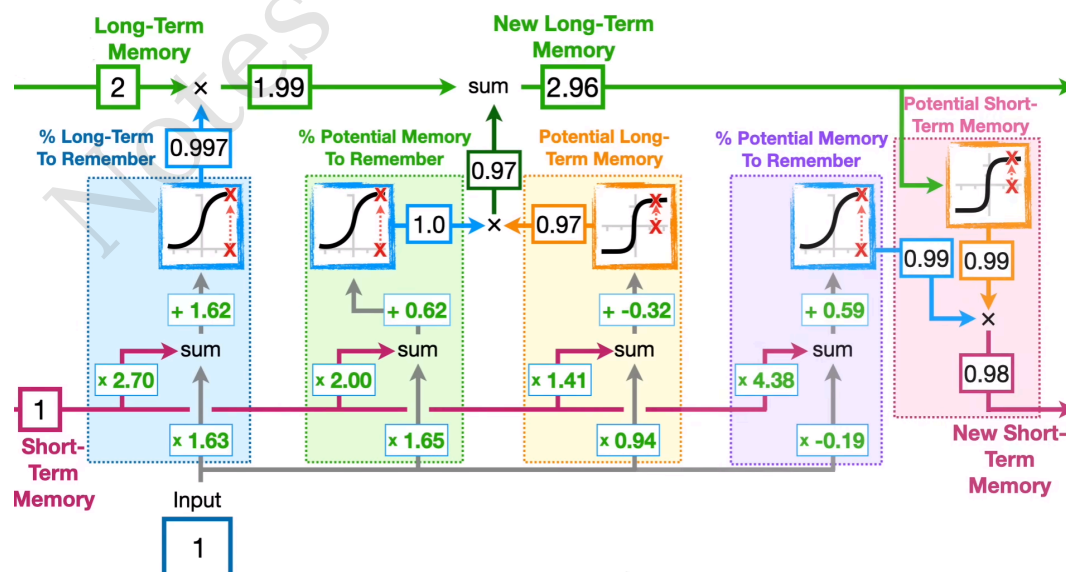 Long-Term
Memory
New Long-Term
Memory
2
×
1.99
sum
2.96
Notes
% Long-Term
To Remember
0.997
% Potential Memory
To Remember
0.97
Potential Long-
Term Memory
% Potential Memory
To Remember
Potential Short-
Term Memory
1.0
×
0.97
0.99
0.99
+ 1.62
+ 0.62
+ -0.32
+ 0.59
×
sum
sum
sum
sum
× 2.70
× 2.00
× 1.41
× 4.38
0.98
1
Short-
Term
Memory
× 1.63
× 1.65
× 0.94
× -0.19
New Short-
Term
Memory
Input
1